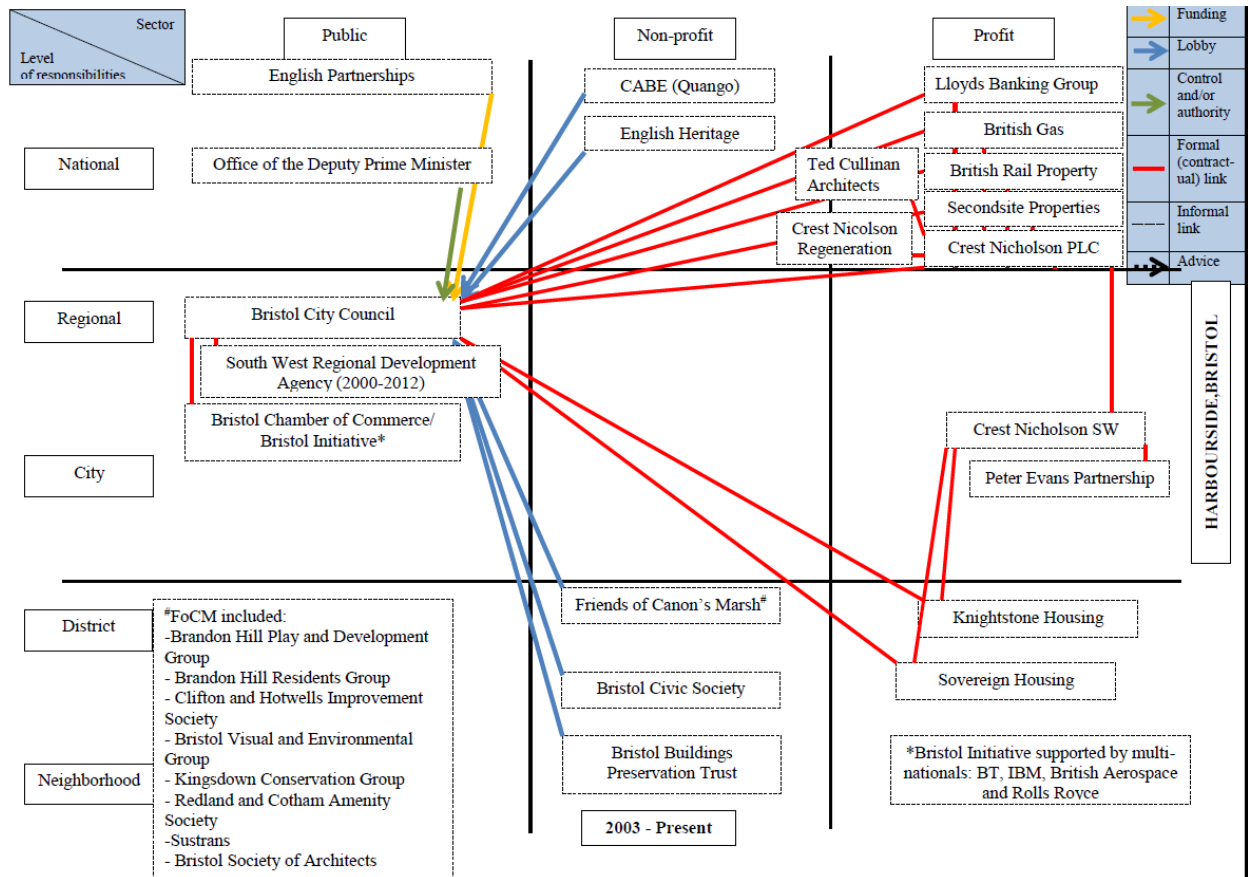 Sector
Level
of responsibilities
Public
Non-profit
Profit
Funding
Lobby
Control
and/or
authority
Formal
(contract-
ual) link
Informal
link
Advice
English Partnerships
CABE (Quango)
Lloyds Banking Group
English Heritage
British Gas
National
Office of the Deputy Prime Minister
Ted Cullinan
Architects
British Rail Property
Secondsite Properties
Crest Nicolson
Regeneration
Crest Nicholson PLC
Regional
Bristol City Council
South West Regional Development
Agency (2000-2012)
Bristol Chamber of Commerce/
Bristol Initiative*
HARBOURSIDE,BRISTOL
City
Crest Nicholson SW
Peter Evans Partnership
District
#FoCM included:
-Brandon Hill Play and Development
Group
- Brandon Hill Residents Group
- Clifton and Hotwells Improvement
Society
- Bristol Visual and Environmental
Group
- Kingsdown Conservation Group
- Redland and Cotham Amenity
Society
-Sustrans
- Bristol Society of Architects
Friends of Canon's Marsh#
Knightstone Housing
Bristol Civic Society
Sovereign Housing
Neighborhood
Bristol Buildings
Preservation Trust
*Bristol Initiative supported by multi-
nationals: BT, IBM, British Aerospace
and Rolls Royce
2003 - Present